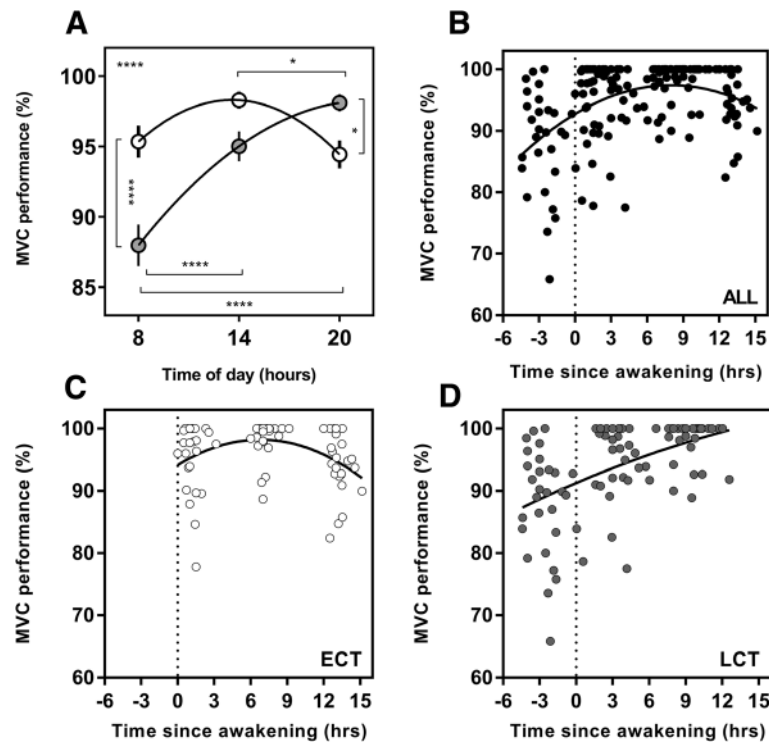 A
B
****
*
*
****
****
****
MVC performance (%)
100
95
90
85
8
14
20
Time of day (hours)
MVC performance (%)
100
90
80
70
60
ALL
-6 -3 0 3 6 9 12 15
Time since awakening (hrs)
C
D
MVC performance (%)
100
90
80
70
60
ECT
-6 -3 0 3 6 9 12 15
Time since awakening (hrs)
MVC performance (%)
100
90
80
70
60
LCT
-6 -3 0 3 6 9 12 15
Time since awakening (hrs)